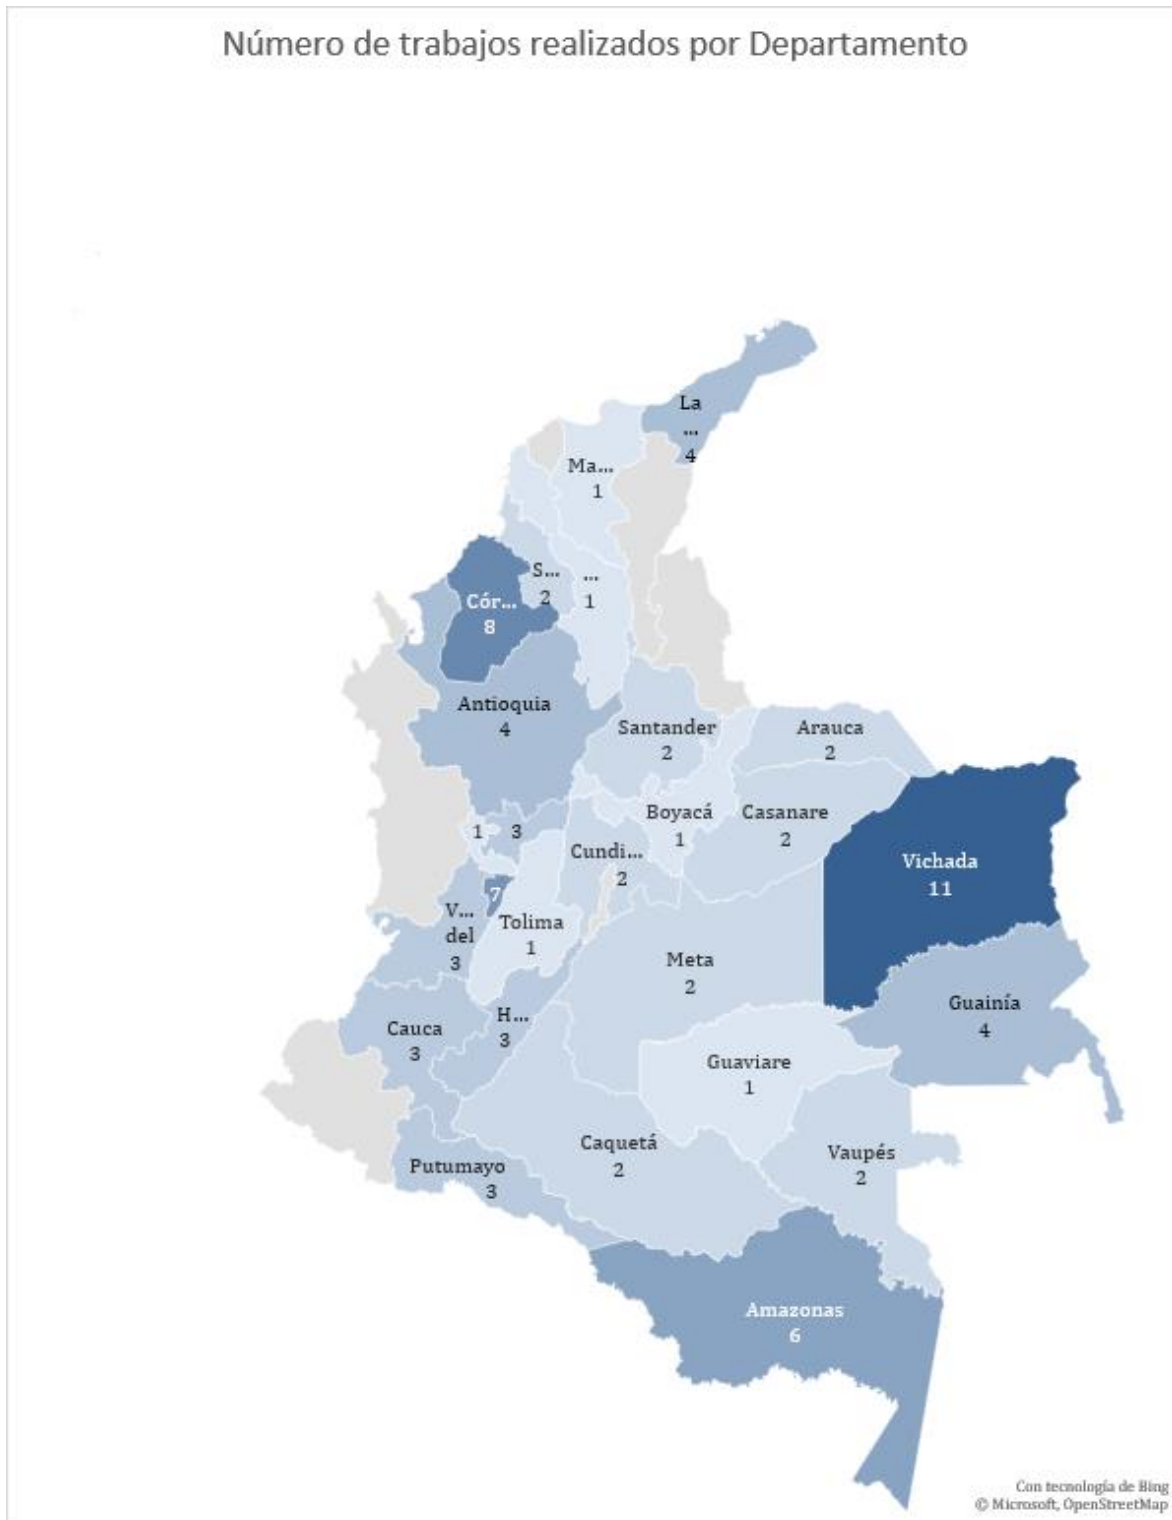 Número de trabajos realizados por Departamento
La
...
4
Ma...
1
S...
2
...
1
Cór...
8
Antioquia
4
Santander
2
Arauca
2
Boyacá
1
Casanare
2
1
3
Cundi...
2
Vichada
11
7
V...
del
3
Tolima
1
Meta
2
Guainía
4
Cauca
3
H...
3
Guaviare
1
Caquetá
2
Vaupés
2
Putumayo
3
Amazonas
6
Con tecnología de Bing
© Microsoft, OpenStreetMap